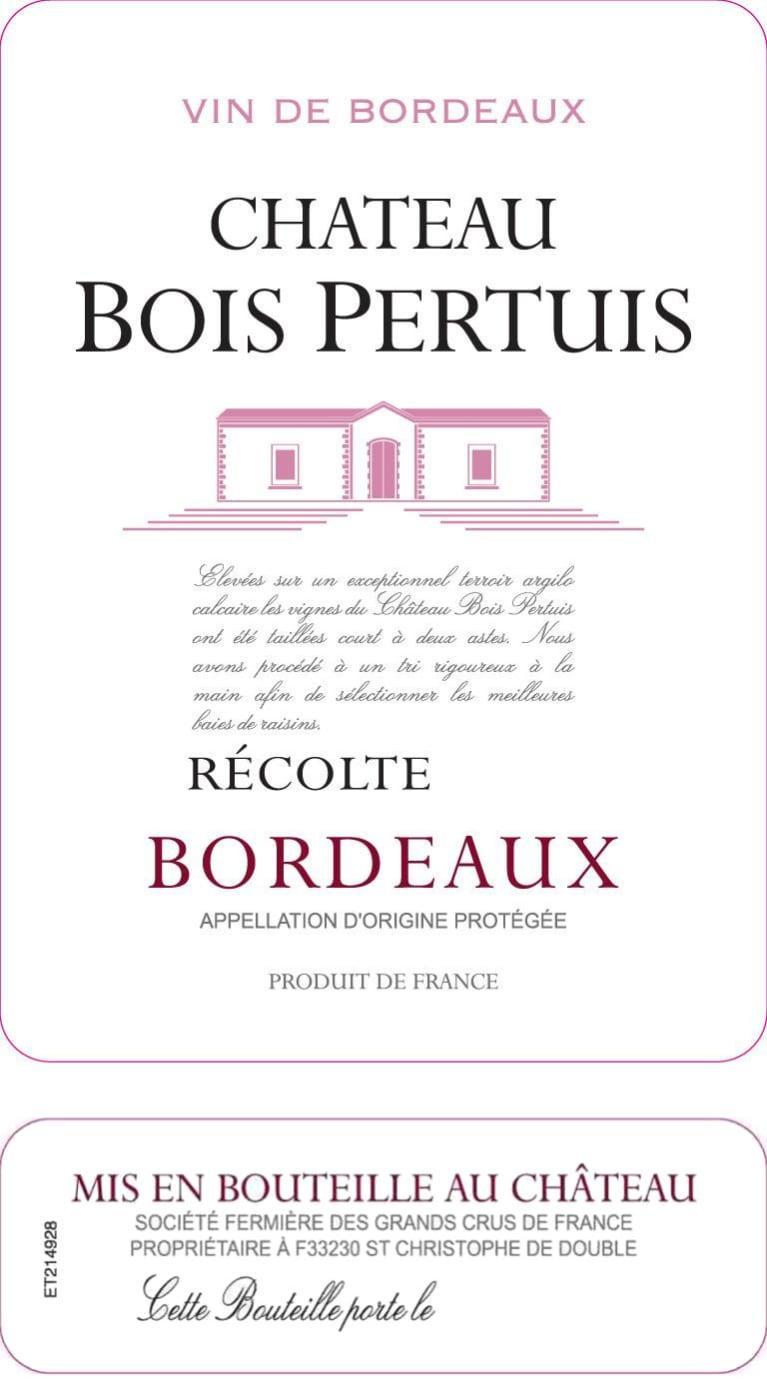 VIN DE BORDEAUX
CHATEAU
BOIS PERTUIS
Elevées sur un exceptionnel terroir argilo
calcaire les vignes du Château Bois Pertuis
ont été taillées court à deux astes. Nous
avons procédé à un tri rigoureux à la
main afin de sélectionner les meilleures
baies de raisins.
RÉCOLTE
BORDEAUX
APPELLATION D'ORIGINE PROTÉGÉE
PRODUIT DE FRANCE
MIS EN BOUTEILLE AU CHÂTEAU
SOCIÉTÉ FERMIÈRE DES GRANDS CRUS DE FRANCE
PROPRIÉTAIRE À F33230 ST CHRISTOPHE DE DOUBLE
Cette Bouteille porte le
ET214928